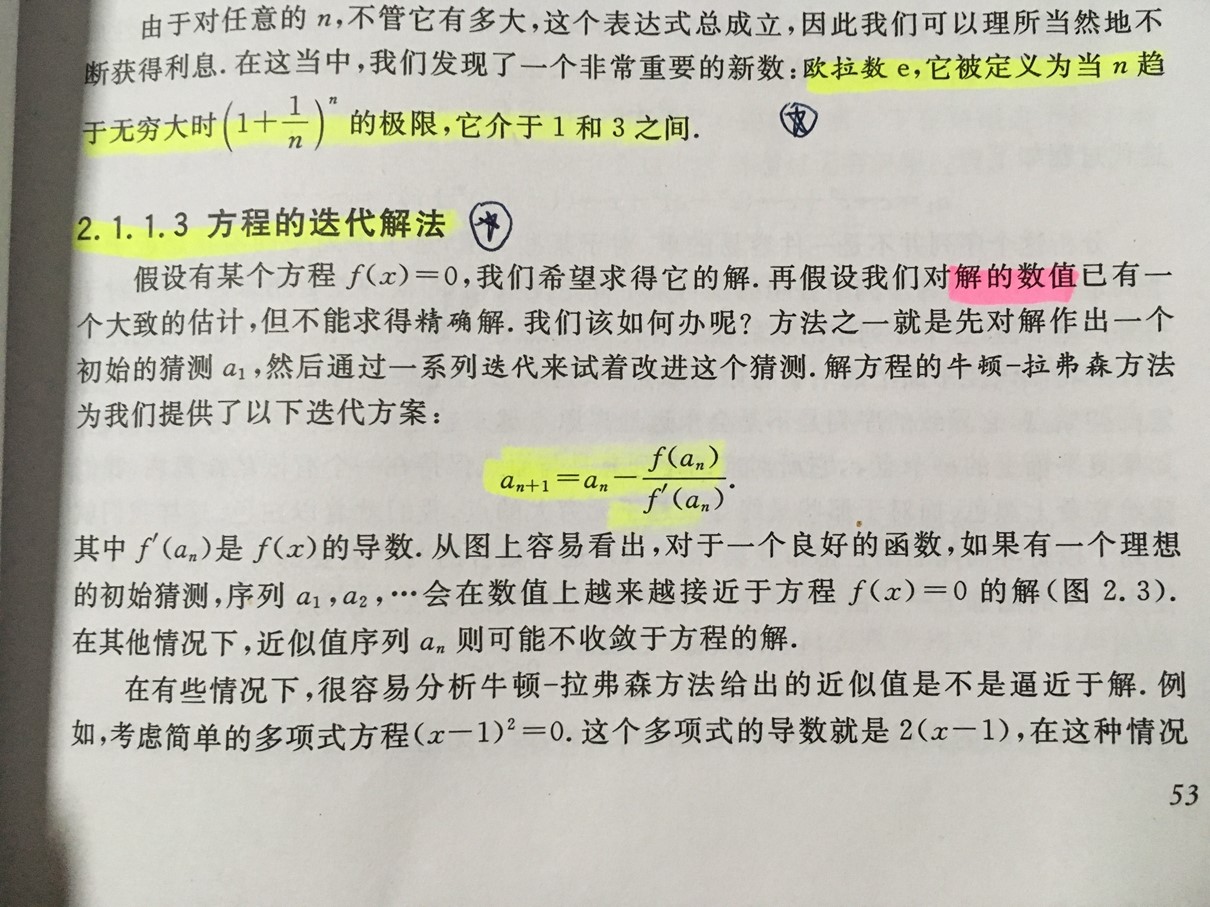 由于对任意的 n,不管它有多大,这个表达式总成立,因此我们可以理所当然地不
断获得利息.在这当中,我们发现了一个非常重要的新数:欧拉数 e,它被定义为当 n 趋
于无穷大时(1+1/n)^n 的极限,它介于 1 和 3 之间.
2.1.1.3 方程的迭代解法
假设有某个方程 f(x)=0,我们希望求得它的解.再假设我们对解的数值已有一
个大致的估计,但不能求得精确解.我们该如何办呢? 方法之一就是先对解作出一个
初始的猜测 a₁,然后通过一系列迭代来试着改进这个猜测.解方程的牛顿-拉弗森方法
为我们提供了以下迭代方案:
aₙ₊₁=aₙ-f(aₙ)/f′(aₙ).
其中 f′(aₙ)是 f(x)的导数.从图上容易看出,对于一个良好的函数,如果有一个理想
的初始猜测,序列 a₁,a₂,…会在数值上越来越接近于方程 f(x)=0 的解(图 2.3).
在其他情况下,近似值序列 aₙ 则可能不收敛于方程的解.
在有些情况下,很容易分析牛顿-拉弗森方法给出的近似值是不是逼近于解.例
如,考虑简单的多项式方程(x-1)²=0.这个多项式的导数就是 2(x-1),在这种情况
53